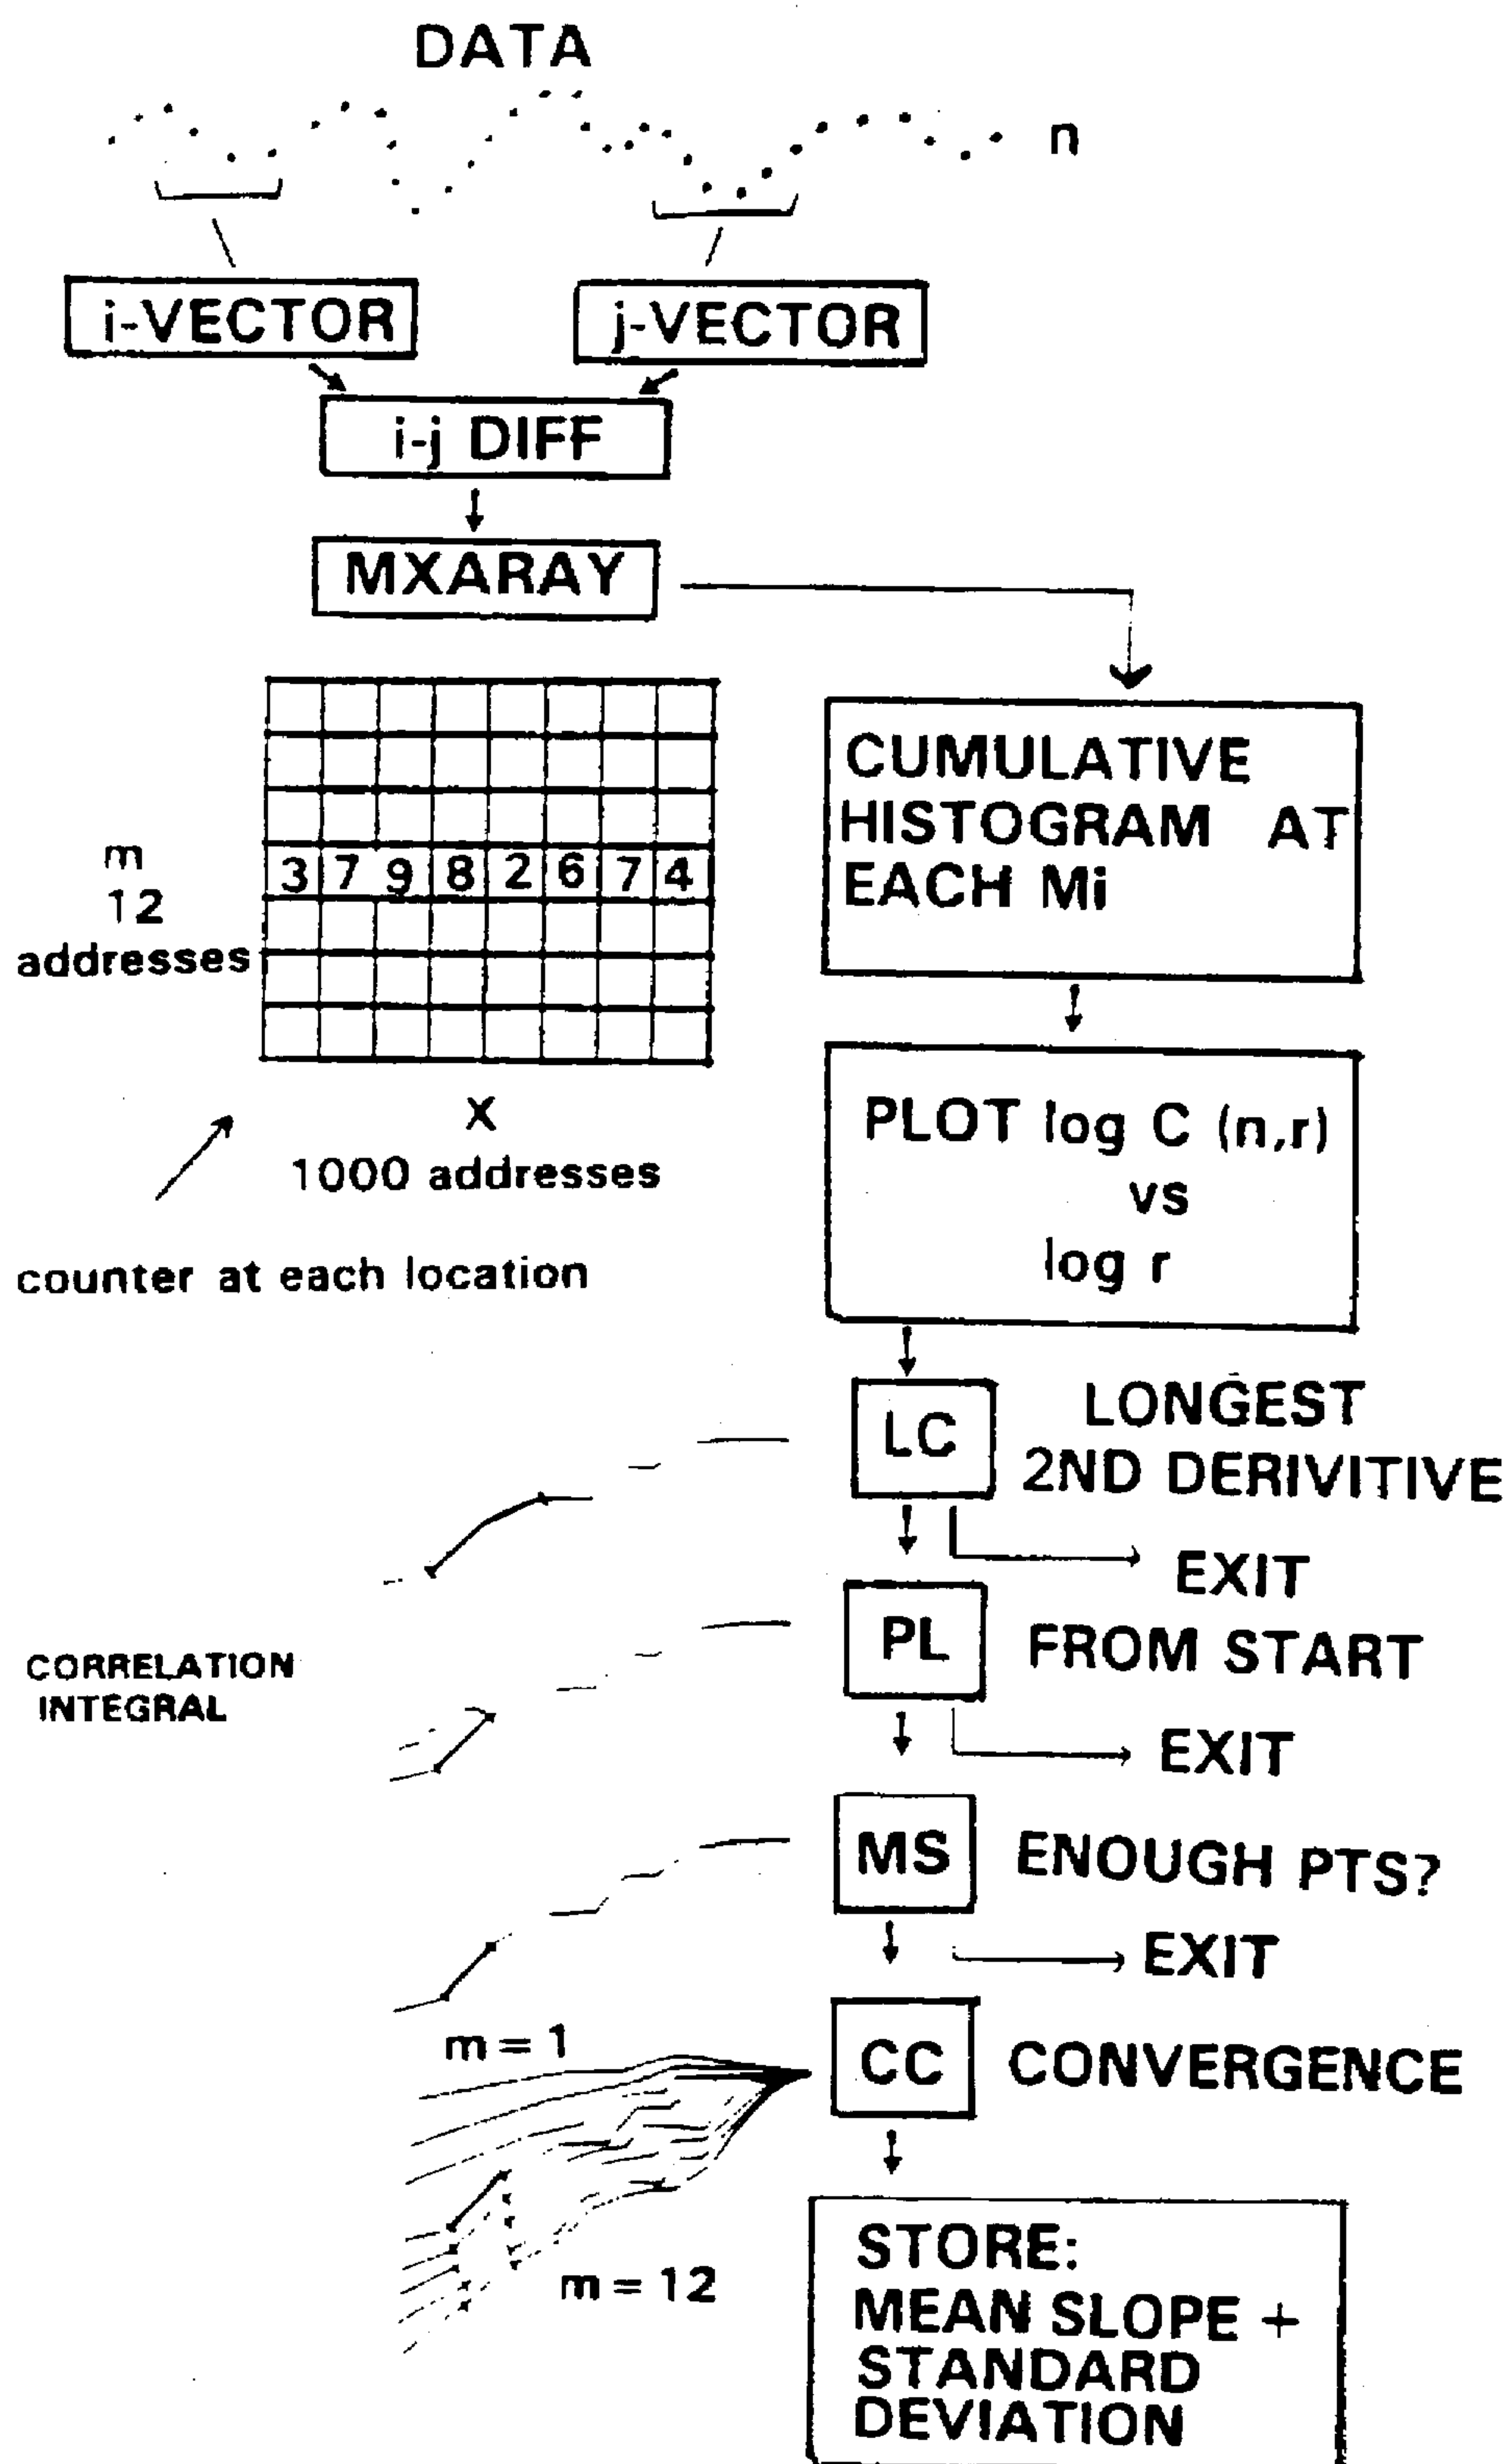 DATA
n
i-VECTOR
j-VECTOR
i-j DIFF
MXARAY
3 7 9 8 2 6 7 4
m
12
addresses
X
1000 addresses
counter at each location
CUMULATIVE
HISTOGRAM AT
EACH Mi
PLOT log C (n,r)
vs
log r
LC
LONGEST
2ND DERIVITIVE
EXIT
PL
FROM START
EXIT
CORRELATION
INTEGRAL
MS
ENOUGH PTS?
EXIT
m = 1
CC
CONVERGENCE
m = 12
STORE:
MEAN SLOPE +
STANDARD
DEVIATION